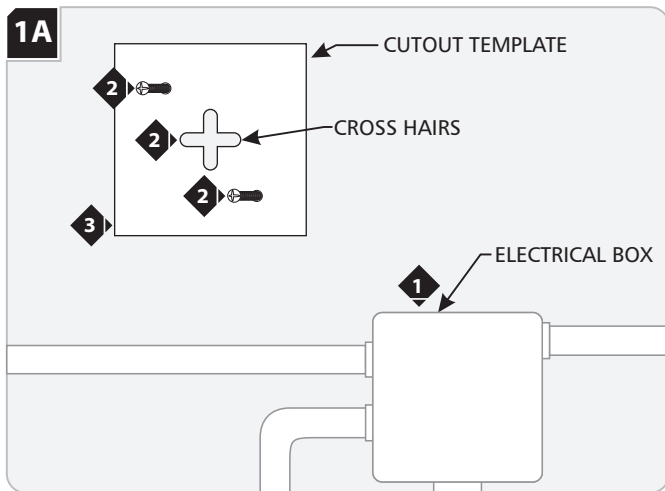 1A
CUTOUT TEMPLATE
2
CROSS HAIRS
2
2
3
ELECTRICAL BOX
1